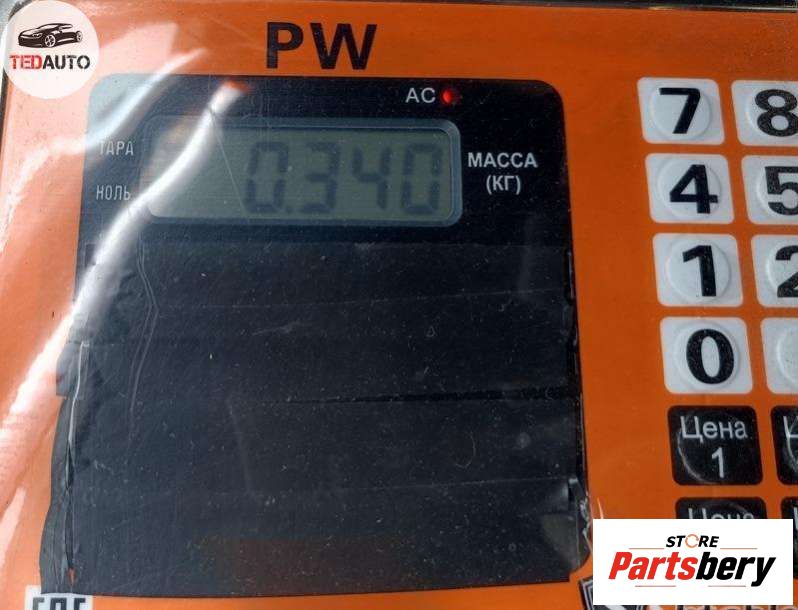 TEDAUTO
PW
AC
ТАРА
0.340
МАССА
(КГ)
НОЛЬ
7
8
4
5
1
2
0
Цена
1
Цена
STORE
Partsbery